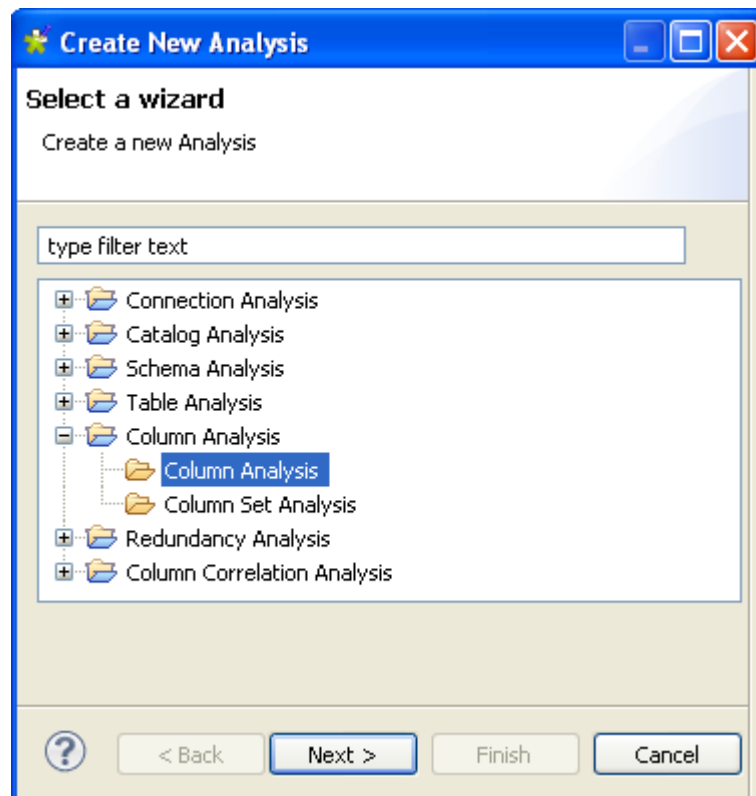 Create New Analysis
Select a wizard
Create a new Analysis
type filter text
Connection Analysis
Catalog Analysis
Schema Analysis
Table Analysis
Column Analysis
Column Analysis
Column Set Analysis
Redundancy Analysis
Column Correlation Analysis
? < Back Next > Finish Cancel